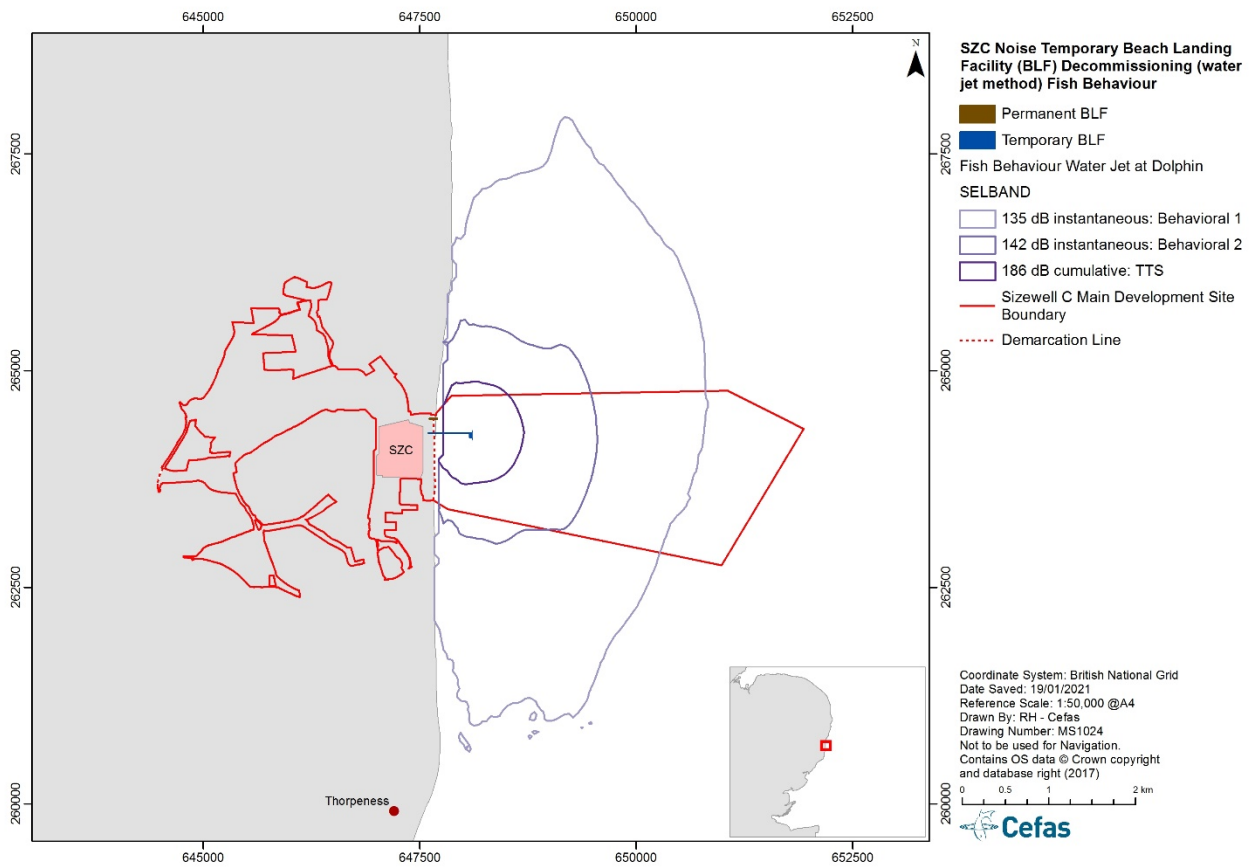 645000
647500
650000
652500
N
267500
267500
265000
265000
262500
262500
260000
260000
SZC
Thorpeness
645000
647500
650000
652500
SZC Noise Temporary Beach Landing
Facility (BLF) Decommissioning (water
jet method) Fish Behaviour
Permanent BLF
Temporary BLF
Fish Behaviour Water Jet at Dolphin
SELBAND
135 dB instantaneous: Behavioral 1
142 dB instantaneous: Behavioral 2
186 dB cumulative: TTS
Sizewell C Main Development Site
Boundary
Demarcation Line
Coordinate System: British National Grid
Date Saved: 19/01/2021
Reference Scale: 1:50,000 @A4
Drawn By: RH - Cefas
Drawing Number: MS1024
Not to be used for Navigation.
Contains OS data © Crown copyright
and database right (2017)
0 0.5 1 2 km
Cefas